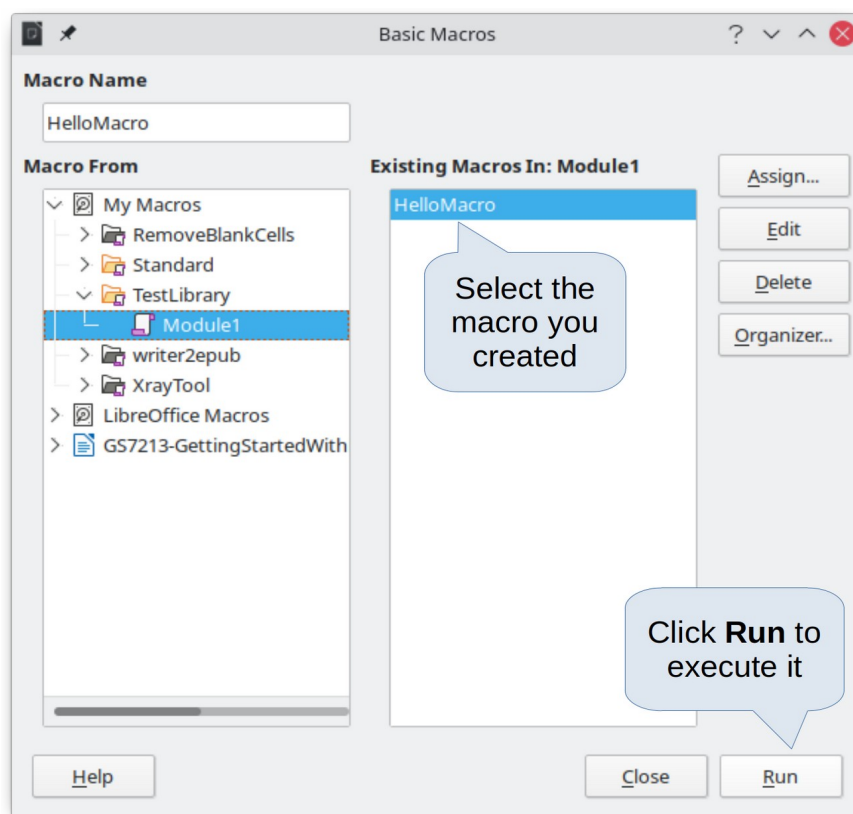 Basic Macros
?
Macro Name
HelloMacro
Macro From
Existing Macros In: Module1
My Macros
RemoveBlankCells
Standard
TestLibrary
Module1
writer2epub
XrayTool
LibreOffice Macros
GS7213-GettingStartedWith
HelloMacro
Select the
macro you
created
Assign...
Edit
Delete
Organizer...
Click Run to
execute it
Help
Close
Run